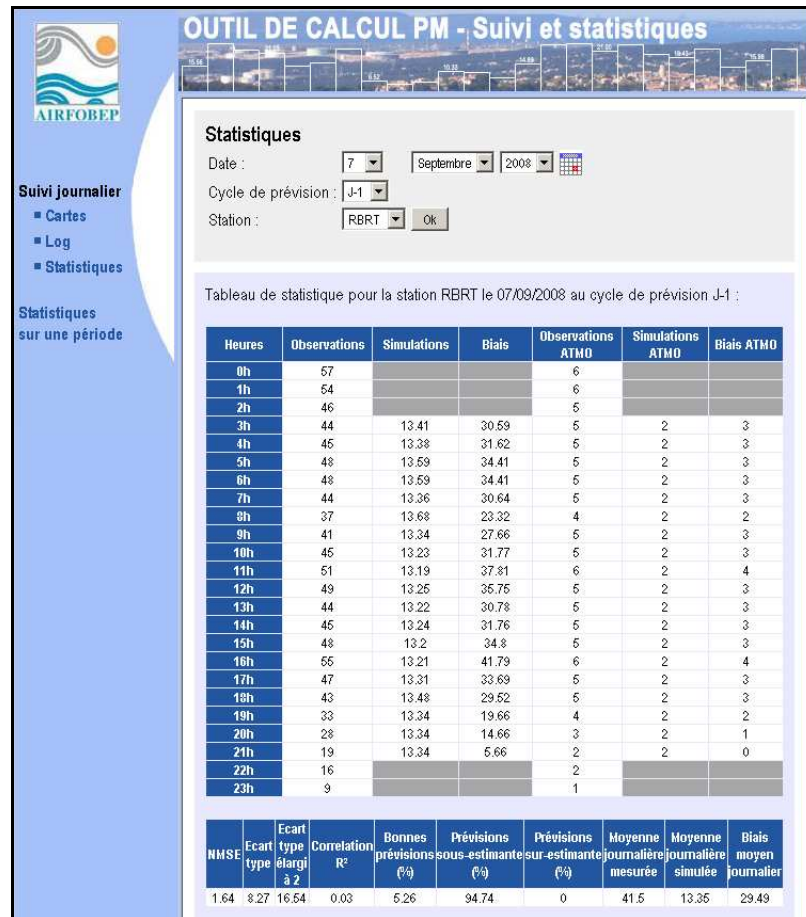 OUTIL DE CALCUL PM - Suivi et statistiques
AIRFOBEP
Suivi journalier
Cartes
Log
Statistiques
Statistiques
sur une période
Statistiques
Date : 7 Septembre 2008
Cycle de prévision : J-1
Station : RBRT Ok
Tableau de statistique pour la station RBRT le 07/09/2008 au cycle de prévision J-1 :
Heures Observations Simulations Biais Observations ATMO Simulations ATMO Biais ATMO
0h 57 6
1h 54 6
2h 46 5
3h 44 13.41 30.59 5 2 3
4h 45 13.38 31.62 5 2 3
5h 48 13.59 34.41 5 2 3
6h 48 13.59 34.41 5 2 3
7h 44 13.36 30.64 5 2 3
8h 37 13.68 23.32 4 2 2
9h 41 13.34 27.66 5 2 3
10h 45 13.23 31.77 5 2 3
11h 51 13.19 37.81 6 2 4
12h 49 13.25 35.75 5 2 3
13h 44 13.22 30.78 5 2 3
14h 45 13.24 31.76 5 2 3
15h 48 13.2 34.8 5 2 3
16h 55 13.21 41.79 6 2 4
17h 47 13.31 33.69 5 2 3
18h 43 13.48 29.52 5 2 3
19h 33 13.34 19.66 4 2 2
20h 28 13.34 14.66 3 2 1
21h 19 13.34 5.66 2 2 0
22h 16 2
23h 9 1
NMSE Ecart type Ecart type élargi à 2 Correlation R² Bonnes prévisions (%) Prévisions sous-estimante (%) Prévisions sur-estimante (%) Moyenne journalière mesurée Moyenne journalière simulée Biais moyen journalier
1.64 8.27 16.54 0.03 5.26 94.74 0 41.5 13.35 29.49